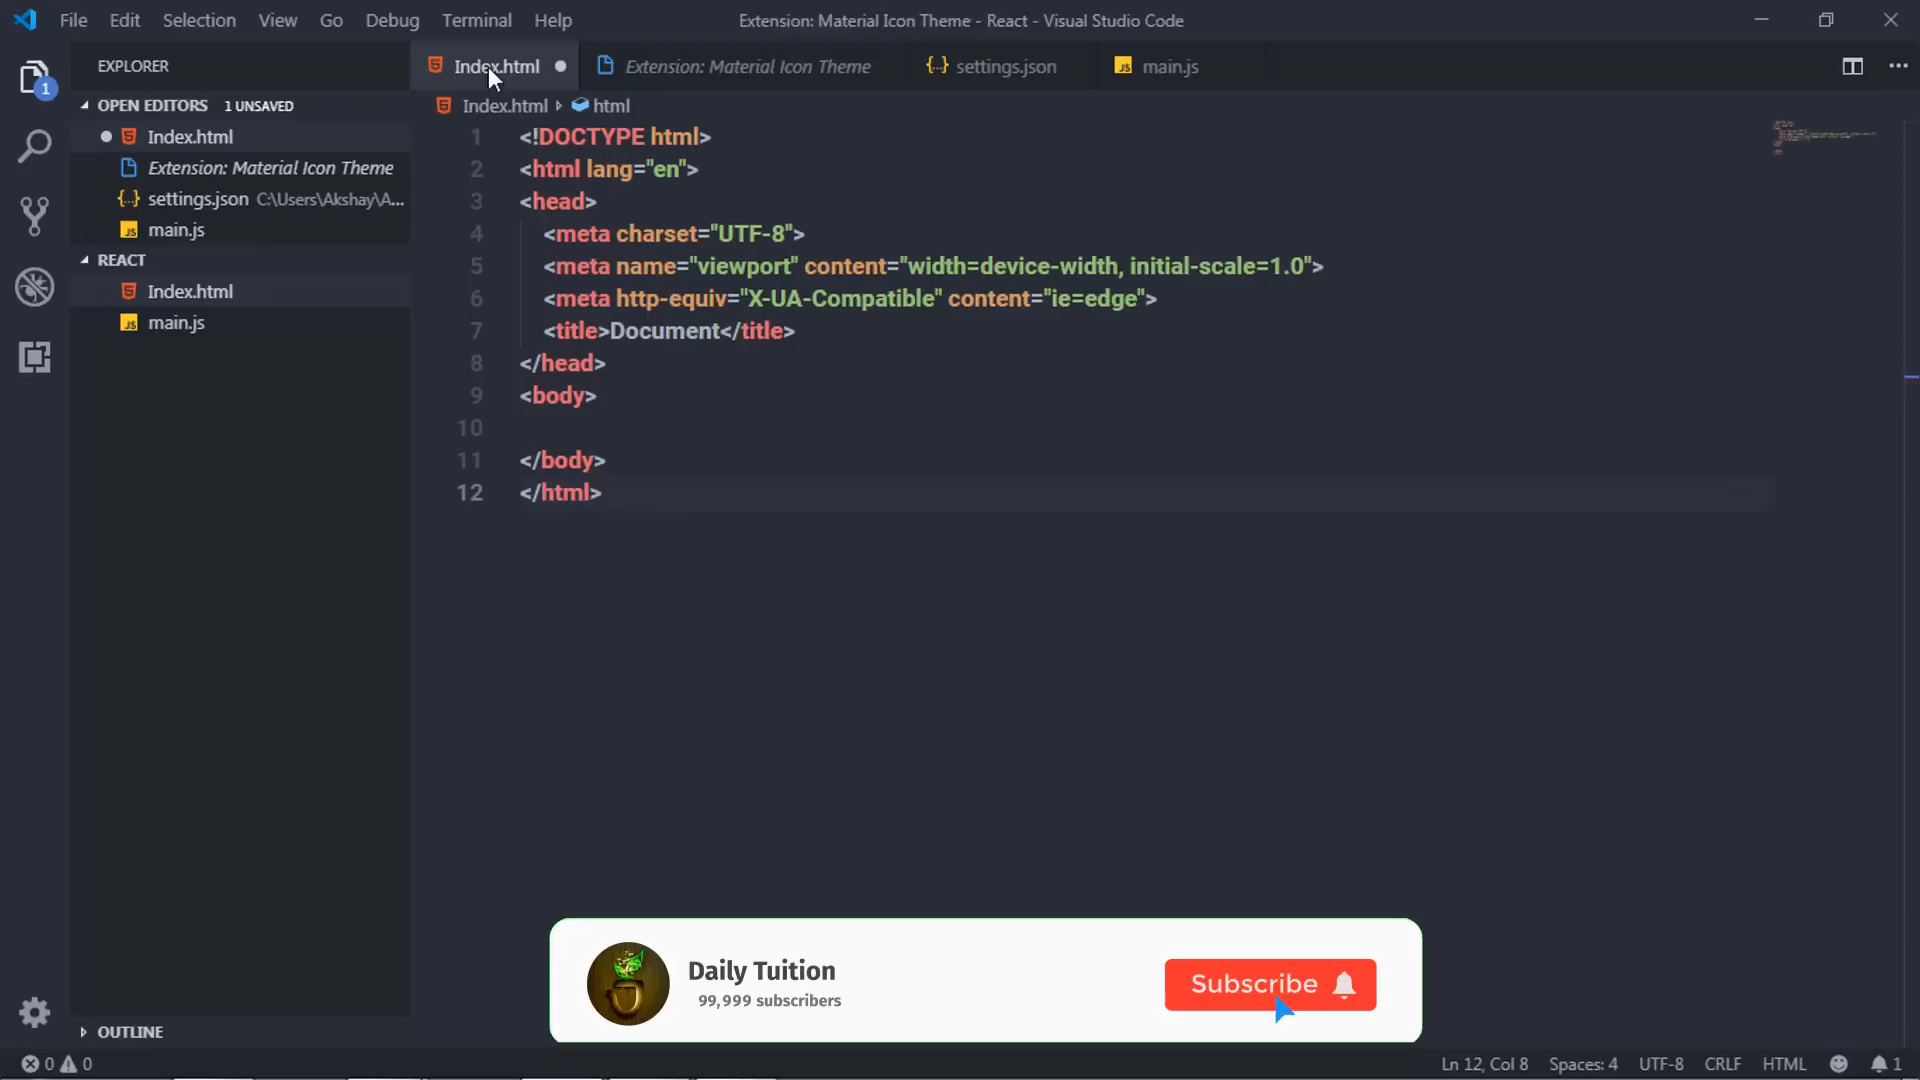 File Edit Selection View Go Debug Terminal Help
Extension: Material Icon Theme - React - Visual Studio Code
EXPLORER
1
OPEN EDITORS 1 UNSAVED
Index.html
Extension: Material Icon Theme
settings.json C:\Users\Akshay\A...
main.js
REACT
Index.html
main.js
OUTLINE
Index.html
Extension: Material Icon Theme
settings.json
main.js
Index.html html
1 <!DOCTYPE html>
2 <html lang="en">
3 <head>
4 <meta charset="UTF-8">
5 <meta name="viewport" content="width=device-width, initial-scale=1.0">
6 <meta http-equiv="X-UA-Compatible" content="ie=edge">
7 <title>Document</title>
8 </head>
9 <body>
10
11 </body>
12 </html>
Daily Tuition
99,999 subscribers
Subscribe
0 0
Ln 12, Col 8 Spaces: 4 UTF-8 CRLF HTML 1